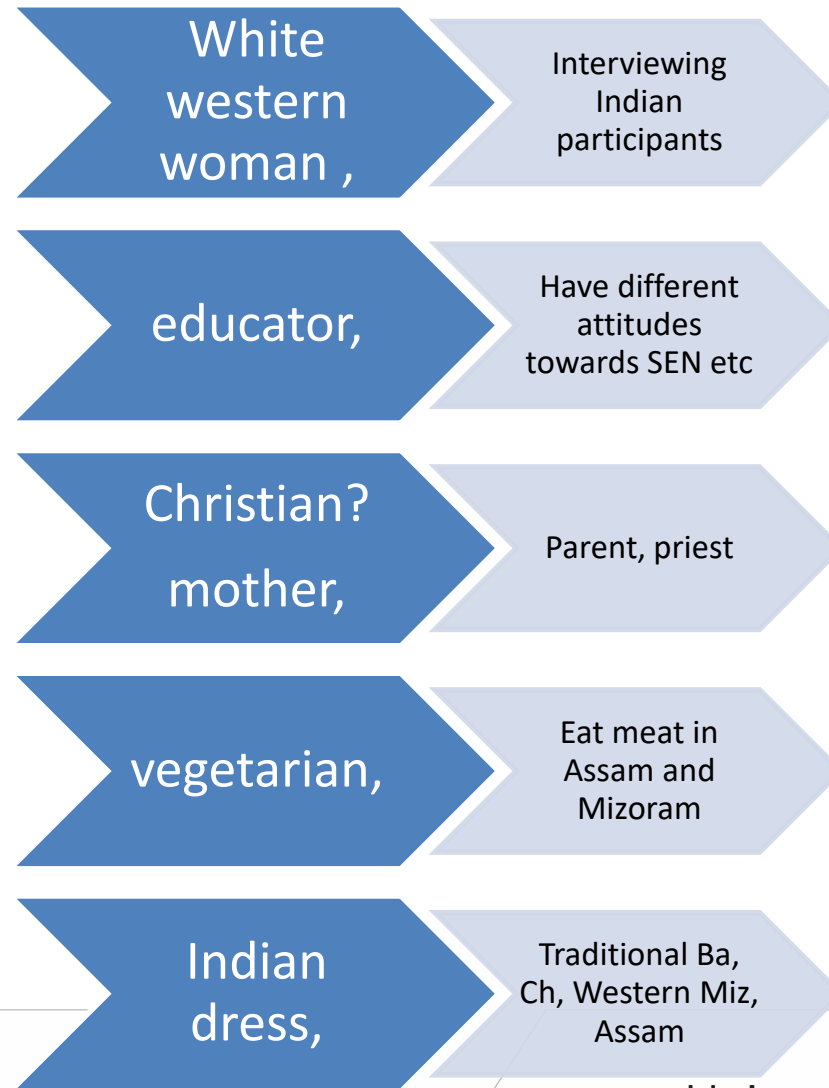 White
western
woman ,
Interviewing
Indian
participants
educator,
Have different
attitudes
towards SEN etc
Christian?
mother,
Parent, priest
vegetarian,
Eat meat in
Assam and
Mizoram
Indian
dress,
Traditional Ba,
Ch, Western Miz,
Assam